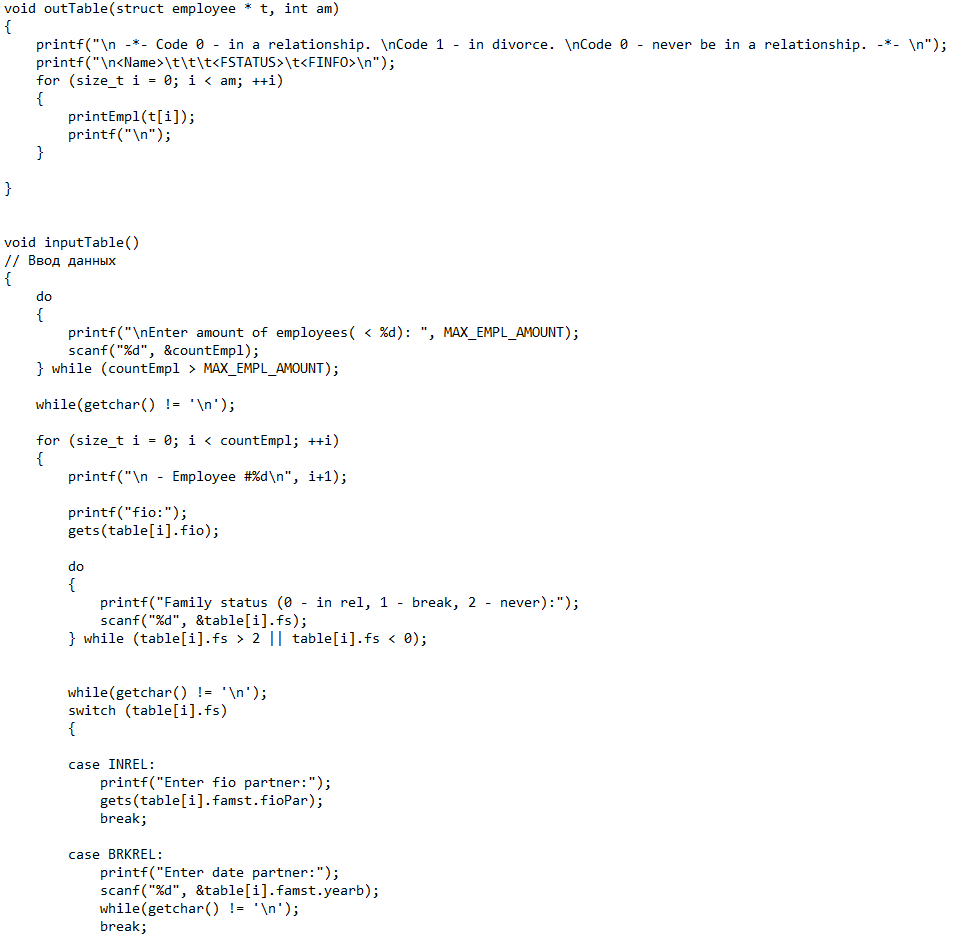 void outTable(struct employee * t, int am)
{
    printf("\n -*- Code 0 - in a relationship. \nCode 1 - in divorce. \nCode 0 - never be in a relationship. -*- \n");
    printf("\n<Name>\t\t\t<FSTATUS>\t<FINFO>\n");
    for (size_t i = 0; i < am; ++i)
    {
        printEmpl(t[i]);
        printf("\n");
    }

}


void inputTable()
// Ввод данных
{
    do
    {
        printf("\nEnter amount of employees( < %d): ", MAX_EMPL_AMOUNT);
        scanf("%d", &countEmpl);
    } while (countEmpl > MAX_EMPL_AMOUNT);

    while(getchar() != '\n');

    for (size_t i = 0; i < countEmpl; ++i)
    {
        printf("\n - Employee #%d\n", i+1);

        printf("fio:");
        gets(table[i].fio);

        do
        {
            printf("Family status (0 - in rel, 1 - break, 2 - never):");
            scanf("%d", &table[i].fs);
        } while (table[i].fs > 2 || table[i].fs < 0);


        while(getchar() != '\n');
        switch (table[i].fs)
        {

        case INREL:
            printf("Enter fio partner:");
            gets(table[i].famst.fioPar);
            break;

        case BRKREL:
            printf("Enter date partner:");
            scanf("%d", &table[i].famst.yearb);
            while(getchar() != '\n');
            break;